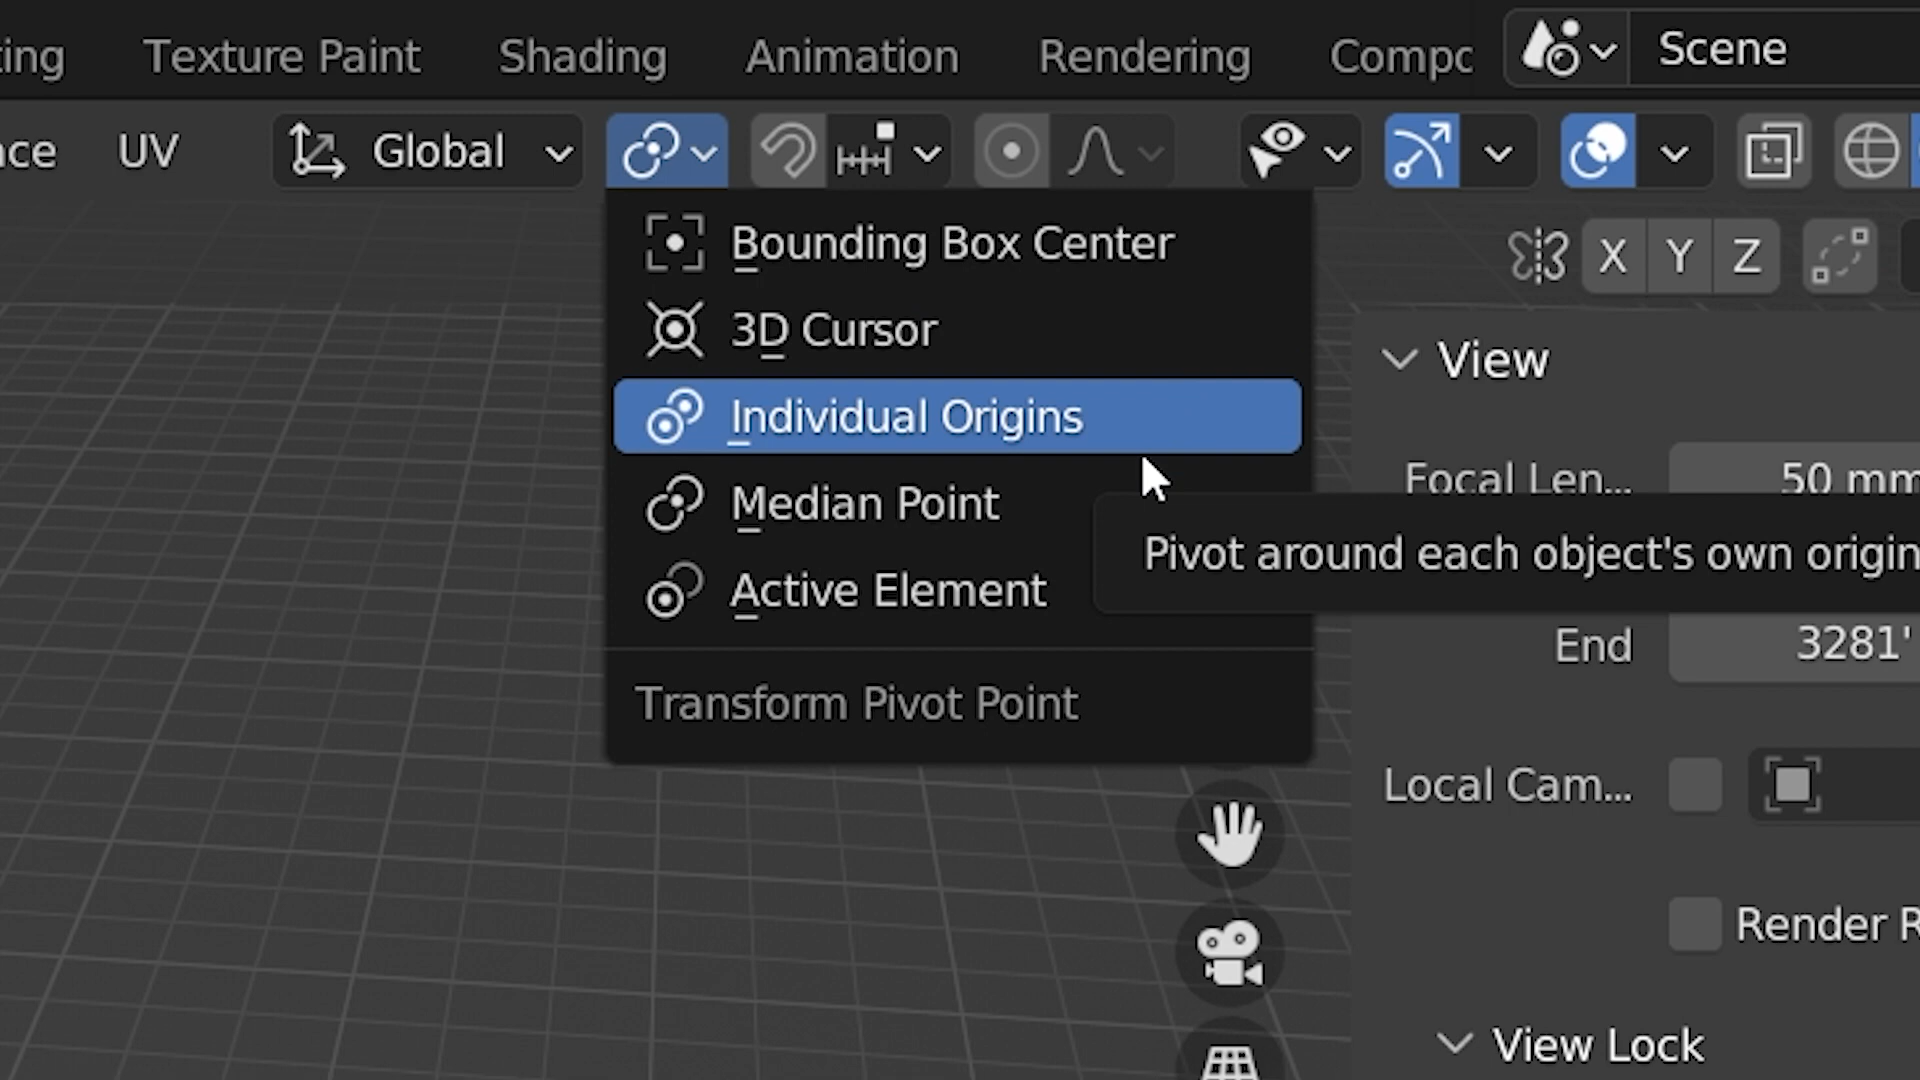 ting Texture Paint Shading Animation Rendering Compc Scene
ace UV Global
X Y Z
Bounding Box Center
3D Cursor
Individual Origins
Median Point
Active Element
Transform Pivot Point
View
Focal Len... 50 mm
Pivot around each object's own origin
End 3281'
Local Cam...
Render R
View Lock